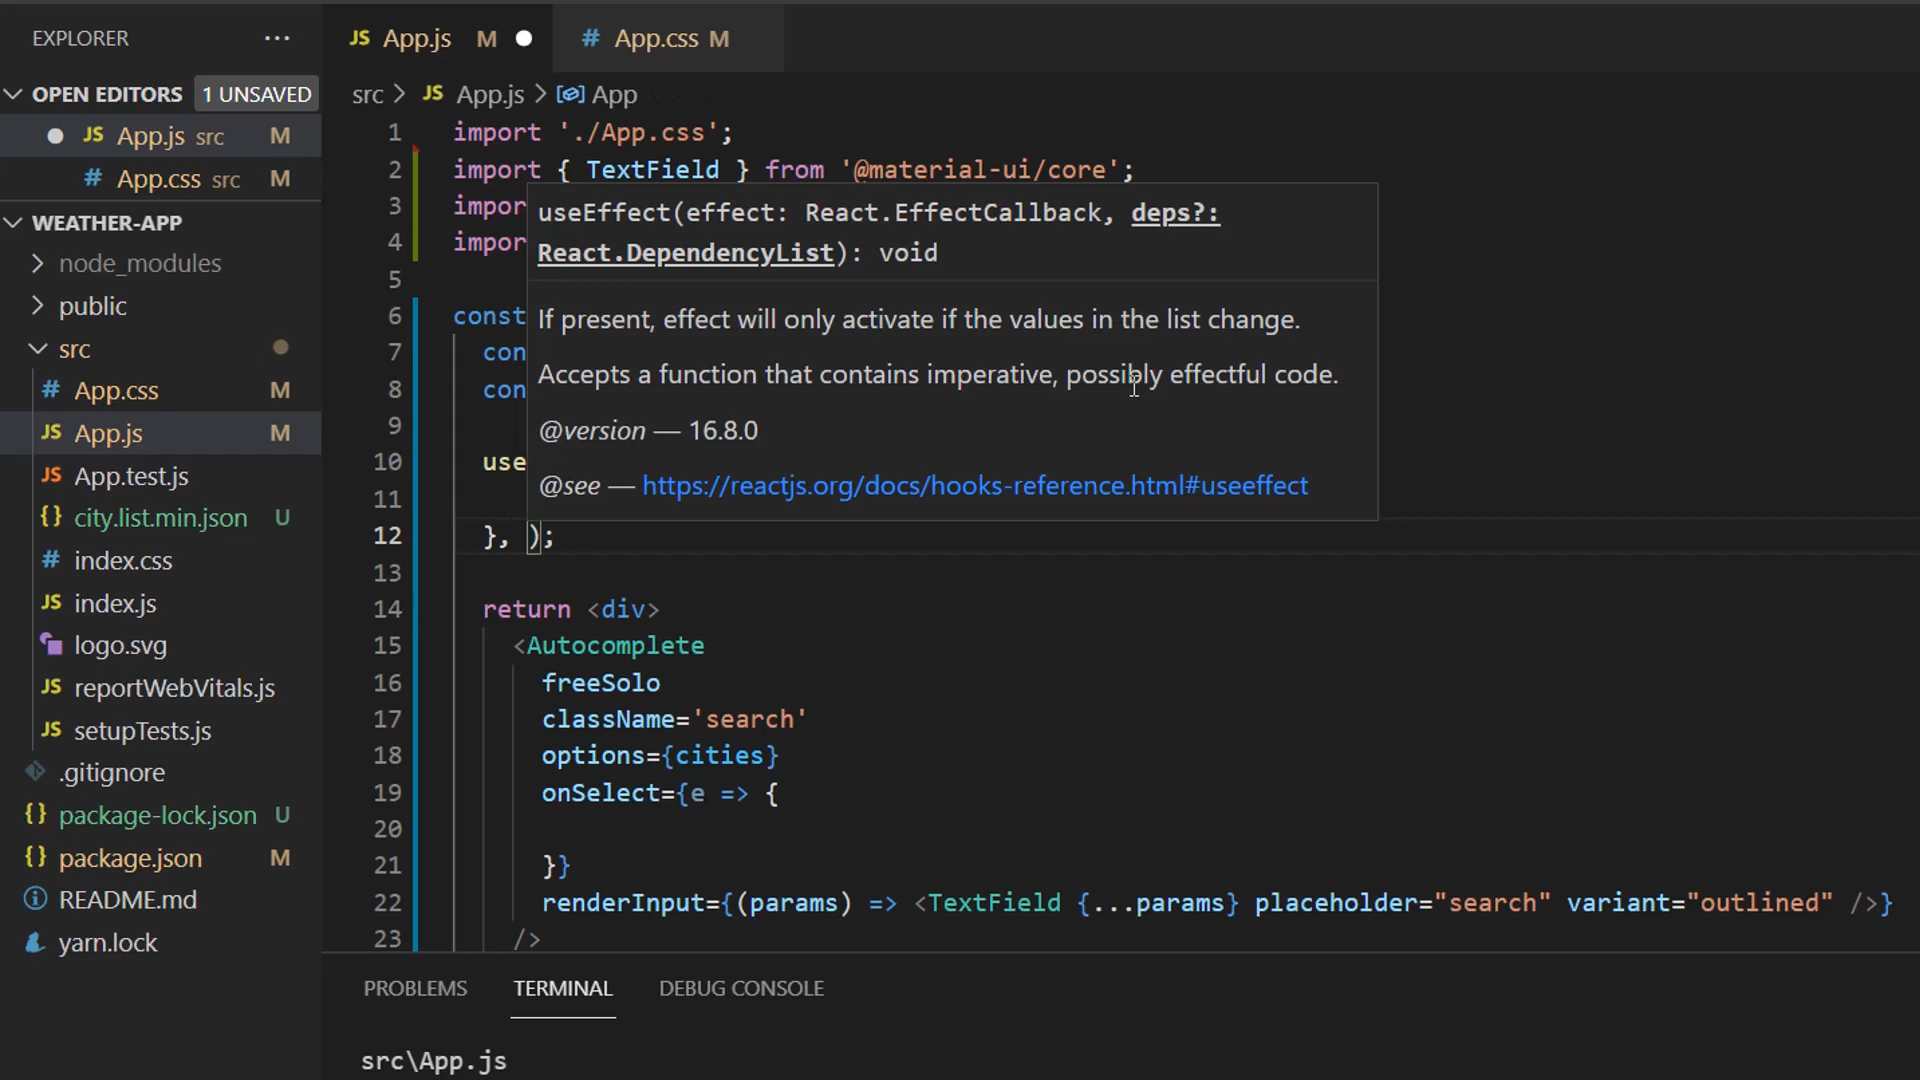 EXPLORER ···
OPEN EDITORS 1 UNSAVED
JS App.js src M
# App.css src M
WEATHER-APP
node_modules
public
src
# App.css M
JS App.js M
JS App.test.js
{} city.list.min.json U
# index.css
JS index.js
logo.svg
JS reportWebVitals.js
JS setupTests.js
.gitignore
{} package-lock.json U
{} package.json M
README.md
yarn.lock
JS App.js M
# App.css M
src > JS App.js > App
1 import './App.css';
2 import { TextField } from '@material-ui/core';
3 impor
4 impor
5
6 const
7 con
8 con
9
10 use
11
12 }, );
13
14 return <div>
15 <Autocomplete
16 freeSolo
17 className='search'
18 options={cities}
19 onSelect={e => {
20
21 }}
22 renderInput={(params) => <TextField {...params} placeholder="search" variant="outlined" />}
23 />
useEffect(effect: React.EffectCallback, deps?:
React.DependencyList): void
If present, effect will only activate if the values in the list change.
Accepts a function that contains imperative, possibly effectful code.
@version — 16.8.0
@see — https://reactjs.org/docs/hooks-reference.html#useeffect
PROBLEMS TERMINAL DEBUG CONSOLE
src\App.js